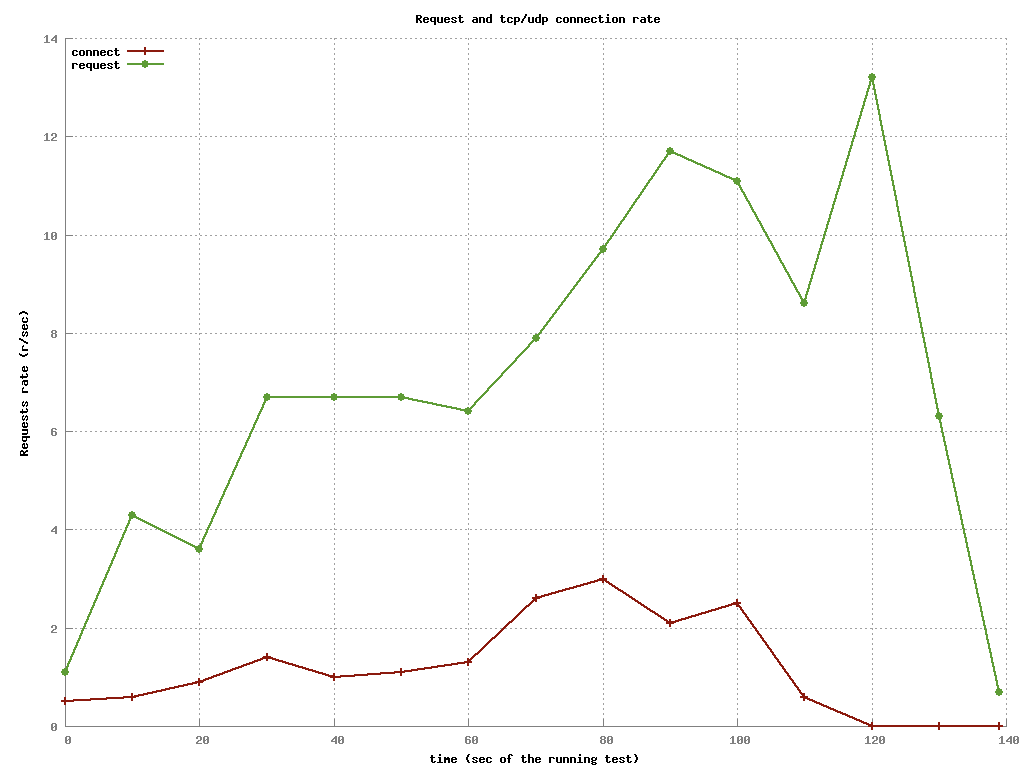 Request and tcp/udp connection rate
connect
request
14
12
10
8
6
4
2
0
Requests rate (r/sec)
0 20 40 60 80 100 120 140
time (sec of the running test)